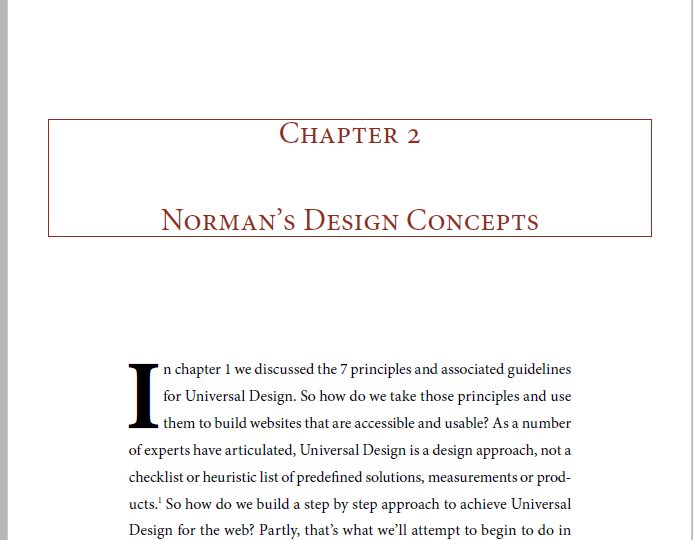 Chapter 2
Norman’s Design Concepts
In chapter 1 we discussed the 7 principles and associated guidelines
for Universal Design. So how do we take those principles and use
them to build websites that are accessible and usable? As a number
of experts have articulated, Universal Design is a design approach, not a
checklist or heuristic list of predefined solutions, measurements or prod-
ucts.¹ So how do we build a step by step approach to achieve Universal
Design for the web? Partly, that’s what we’ll attempt to begin to do in